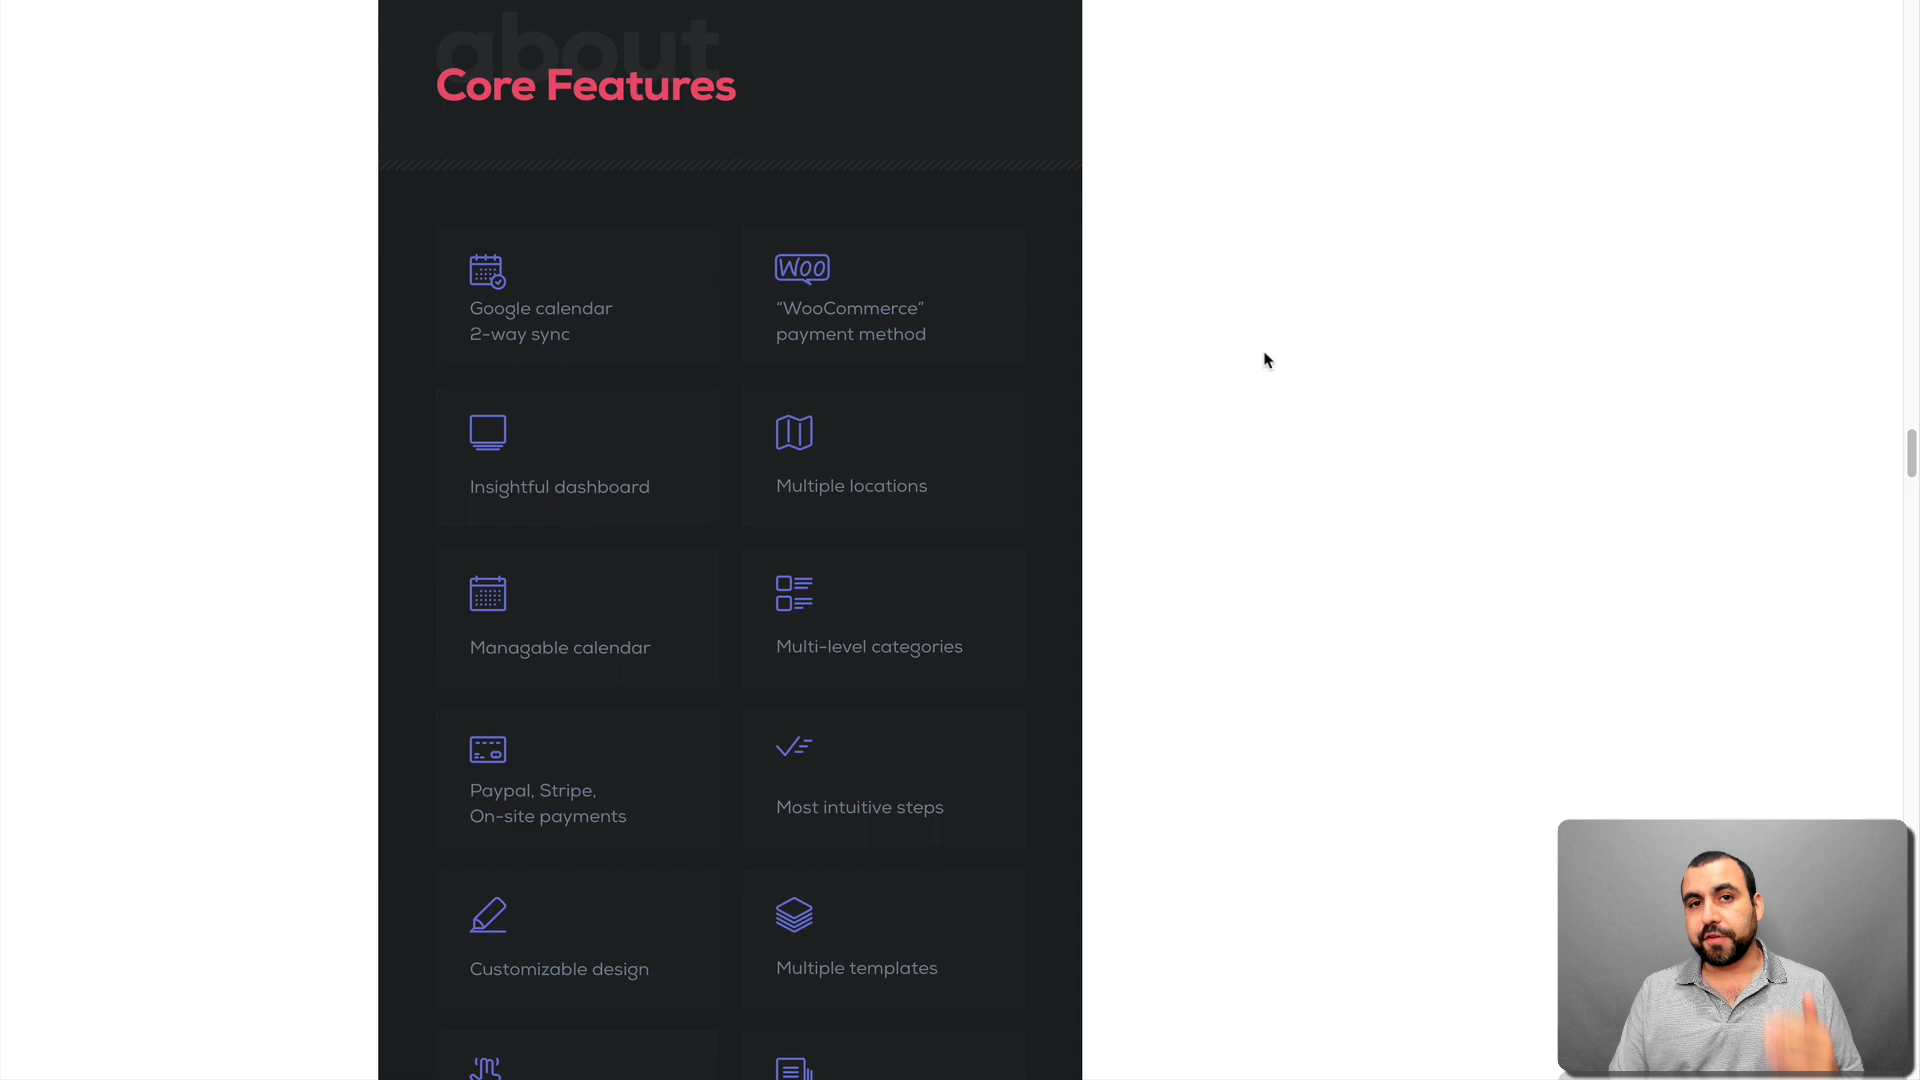 about
Core Features
Google calendar
2-way sync
WOO
“WooCommerce”
payment method
Insightful dashboard
Multiple locations
Managable calendar
Multi-level categories
Paypal, Stripe,
On-site payments
Most intuitive steps
Customizable design
Multiple templates